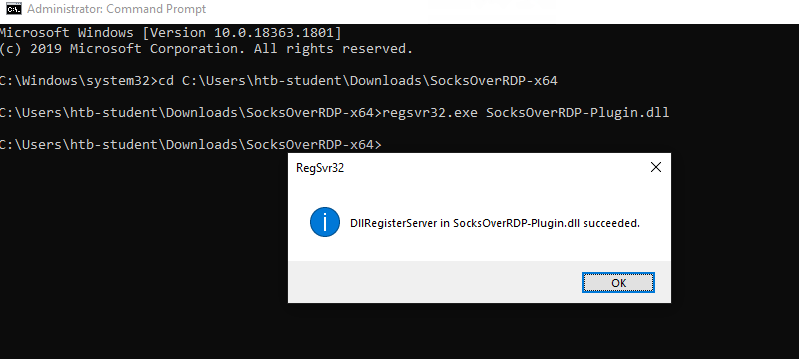 Administrator: Command Prompt
Microsoft Windows [Version 10.0.18363.1801]
(c) 2019 Microsoft Corporation. All rights reserved.
C:\Windows\system32>cd C:\Users\htb-student\Downloads\SocksOverRDP-x64
C:\Users\htb-student\Downloads\SocksOverRDP-x64>regsvr32.exe SocksOverRDP-Plugin.dll
C:\Users\htb-student\Downloads\SocksOverRDP-x64>
RegSvr32
DllRegisterServer in SocksOverRDP-Plugin.dll succeeded.
OK